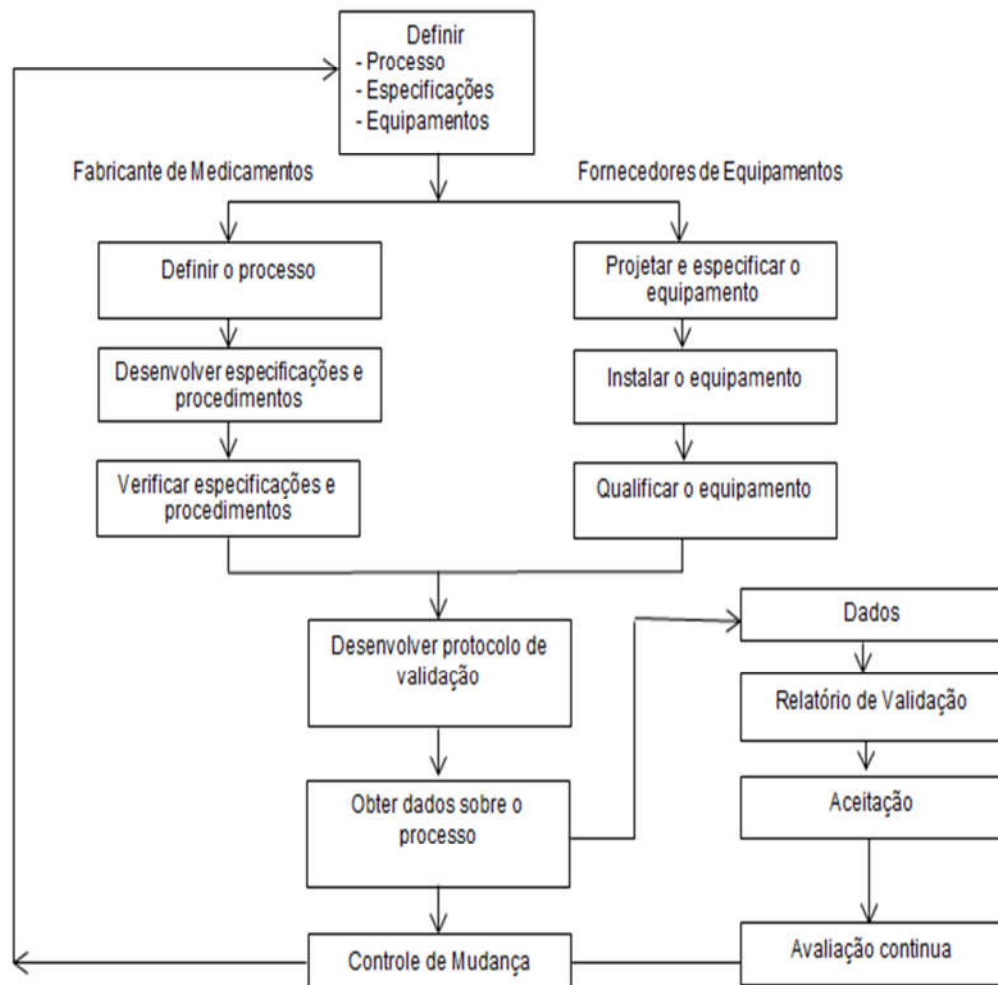 Definir
- Processo
- Especificações
- Equipamentos
Fabricante de Medicamentos
Fornecedores de Equipamentos
Definir o processo
Projetar e especificar o
equipamento
Desenvolver especificações e
procedimentos
Instalar o equipamento
Verificar especificações e
procedimentos
Qualificar o equipamento
Desenvolver protocolo de
validação
Dados
Relatório de Validação
Obter dados sobre o
processo
Aceitação
Controle de Mudança
Avaliação continua